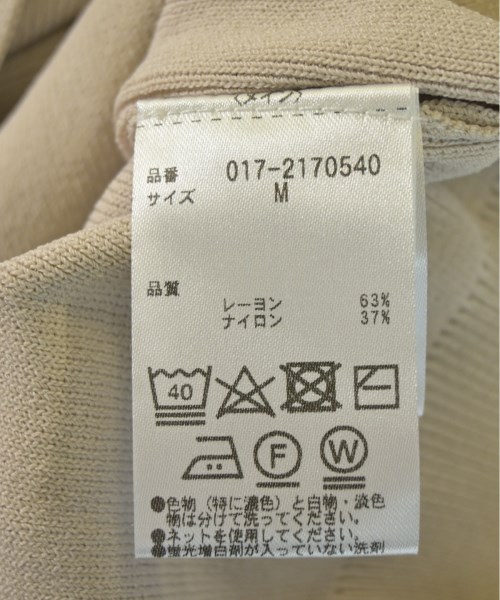 〈メイン〉
品番 017-2170540
サイズ M
品質
レーヨン 63%
ナイロン 37%
40
F W
●色物(特に濃色)と白物・淡色
物は分けて洗ってください。
●ネットを使用してください。
●蛍光増白剤が入っていない洗剤